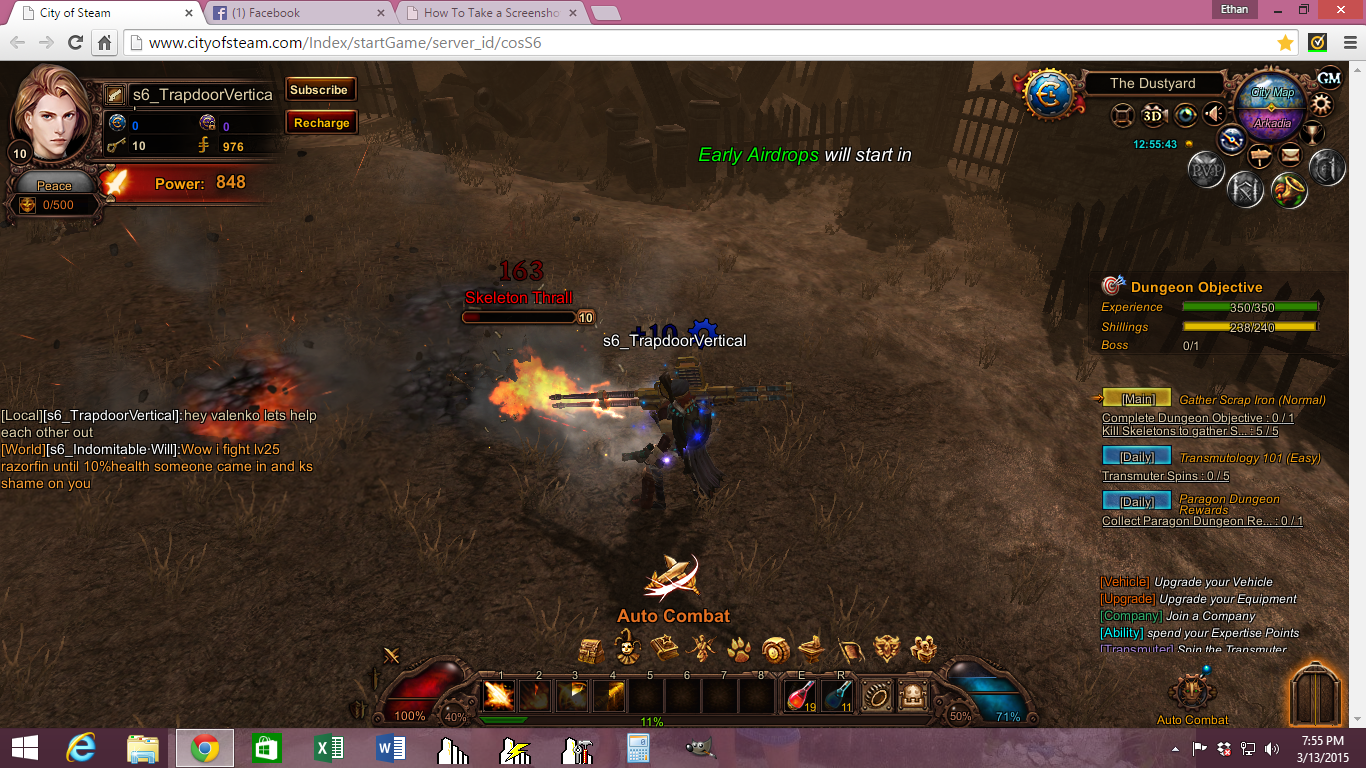 City of Steam
(1) Facebook
How To Take a Screensho
Ethan
www.cityofsteam.com/Index/startGame/server_id/cosS6
s6_TrapdoorVertica
0
0
10
976
10
Subscribe
Recharge
Peace
0/500
Power: 848
Early Airdrops will start in
The Dustyard
3D
12:55:43
City Map
Arkadia
GM
PVP
163
Skeleton Thrall
10
+10
s6_TrapdoorVertical
Dungeon Objective
Experience 350/350
Shillings 238/240
Boss 0/1
[Local][s6_TrapdoorVertical]:hey valenko lets help
each other out
[World][s6_Indomitable·Will]:Wow i fight lv25
razorfin until 10%health someone came in and ks
shame on you
[Main] Gather Scrap Iron (Normal)
Complete Dungeon Objective : 0 / 1
Kill Skeletons to gather S... : 5 / 5
[Daily] Transmutology 101 (Easy)
Transmuter Spins : 0 / 5
[Daily] Paragon Dungeon
Rewards
Collect Paragon Dungeon Re... : 0 / 1
[Vehicle] Upgrade your Vehicle
[Upgrade] Upgrade your Equipment
[Company] Join a Company
[Ability] spend your Expertise Points
[Transmuter] Spin the Transmuter
Auto Combat
1 2 3 4 5 6 7 8 E R
19 11
100% 40% 11% 50% 71%
Auto Combat
7:55 PM
3/13/2015